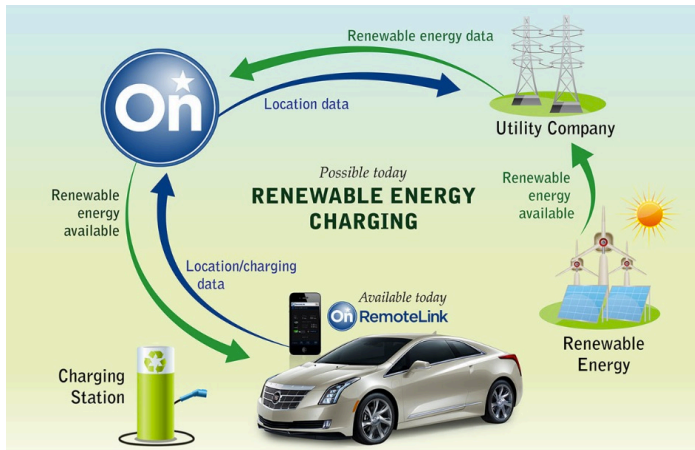 Renewable energy data
On
Location data
Utility Company
Possible today
RENEWABLE ENERGY
CHARGING
Renewable
energy
available
Renewable
energy
available
Location/charging
data
Available today
On RemoteLink
Renewable
Energy
Charging
Station